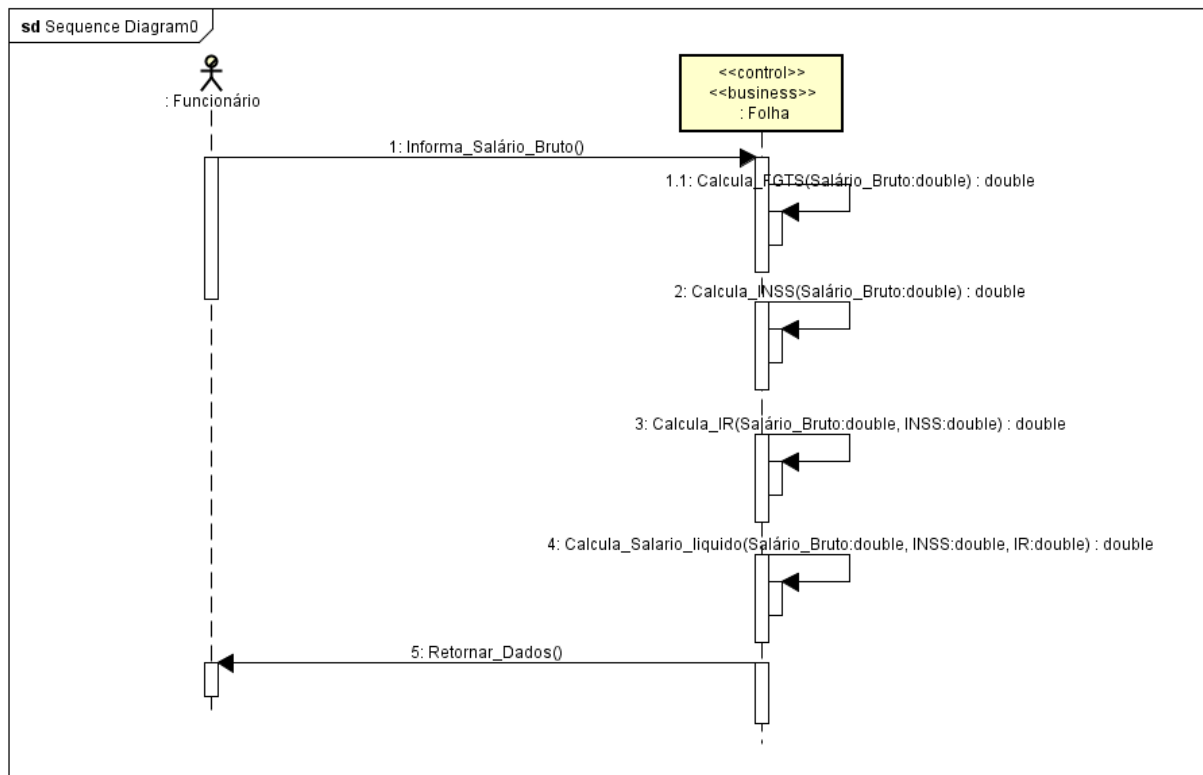 sd Sequence Diagram0
: Funcionário
<<control>>
<<business>>
: Folha
1: Informa_Salário_Bruto()
1.1: Calcula_FGTS(Salário_Bruto:double) : double
2: Calcula_INSS(Salário_Bruto:double) : double
3: Calcula_IR(Salário_Bruto:double, INSS:double) : double
4: Calcula_Salario_liquido(Salário_Bruto:double, INSS:double, IR:double) : double
5: Retornar_Dados()